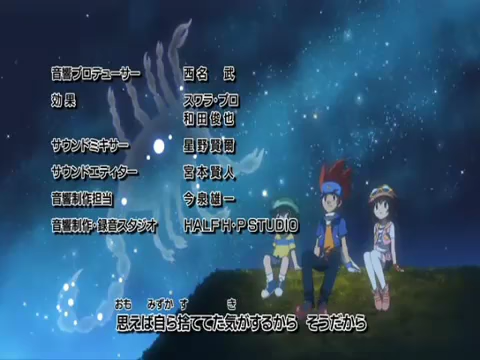 音響プロデューサー 西名 武
効果 スワラ・プロ
和田俊也
サウンドミキサー 星野賢爾
サウンドエディター 宮本賢人
音響制作担当 今泉雄一
音響制作・録音スタジオ HALF H・P STUDIO
おも みずか す き
思えば自ら捨ててた気がするから そうだから